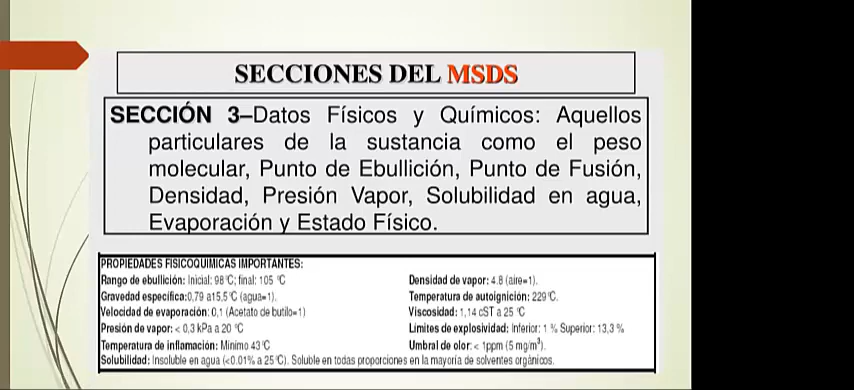 SECCIONES DEL MSDS
SECCIÓN 3–Datos Físicos y Químicos: Aquellos
particulares de la sustancia como el peso
molecular, Punto de Ebullición, Punto de Fusión,
Densidad, Presión Vapor, Solubilidad en agua,
Evaporación y Estado Físico.
PROPIEDADES FISICOQUIMICAS IMPORTANTES:
Rango de ebullición: Inicial: 98 °C; final: 105 °C
Densidad de vapor: 4.8 (aire=1).
Gravedad específica:0,79 a15,5°C (agua=1).
Temperatura de autoignición: 229°C.
Velocidad de evaporación: 0,1 (Acetato de butilo=1)
Viscosidad: 1,14 cST a 25 °C
Presión de vapor: < 0,3 kPa a 20 °C
Límites de explosividad: Inferior: 1 % Superior: 13,3 %
Temperatura de inflamación: Mínimo 43°C
Umbral de olor: < 1ppm (5 mg/m³).
Solubilidad: Insoluble en agua (<0.01% a 25°C). Soluble en todas proporciones en la mayoría de solventes orgánicos.